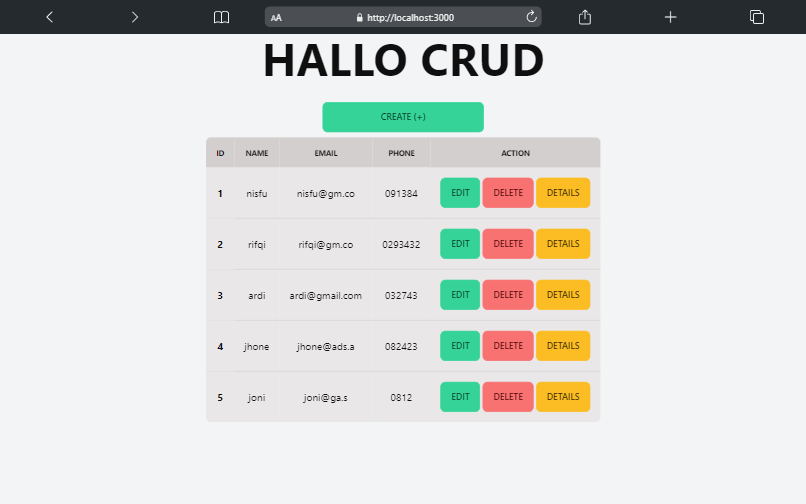 AA http://localhost:3000
HALLO CRUD
CREATE (+)
ID NAME EMAIL PHONE ACTION
1 nisfu nisfu@gm.co 091384 EDIT DELETE DETAILS
2 rifqi rifqi@gm.co 0293432 EDIT DELETE DETAILS
3 ardi ardi@gmail.com 032743 EDIT DELETE DETAILS
4 jhone jhone@ads.a 082423 EDIT DELETE DETAILS
5 joni joni@ga.s 0812 EDIT DELETE DETAILS